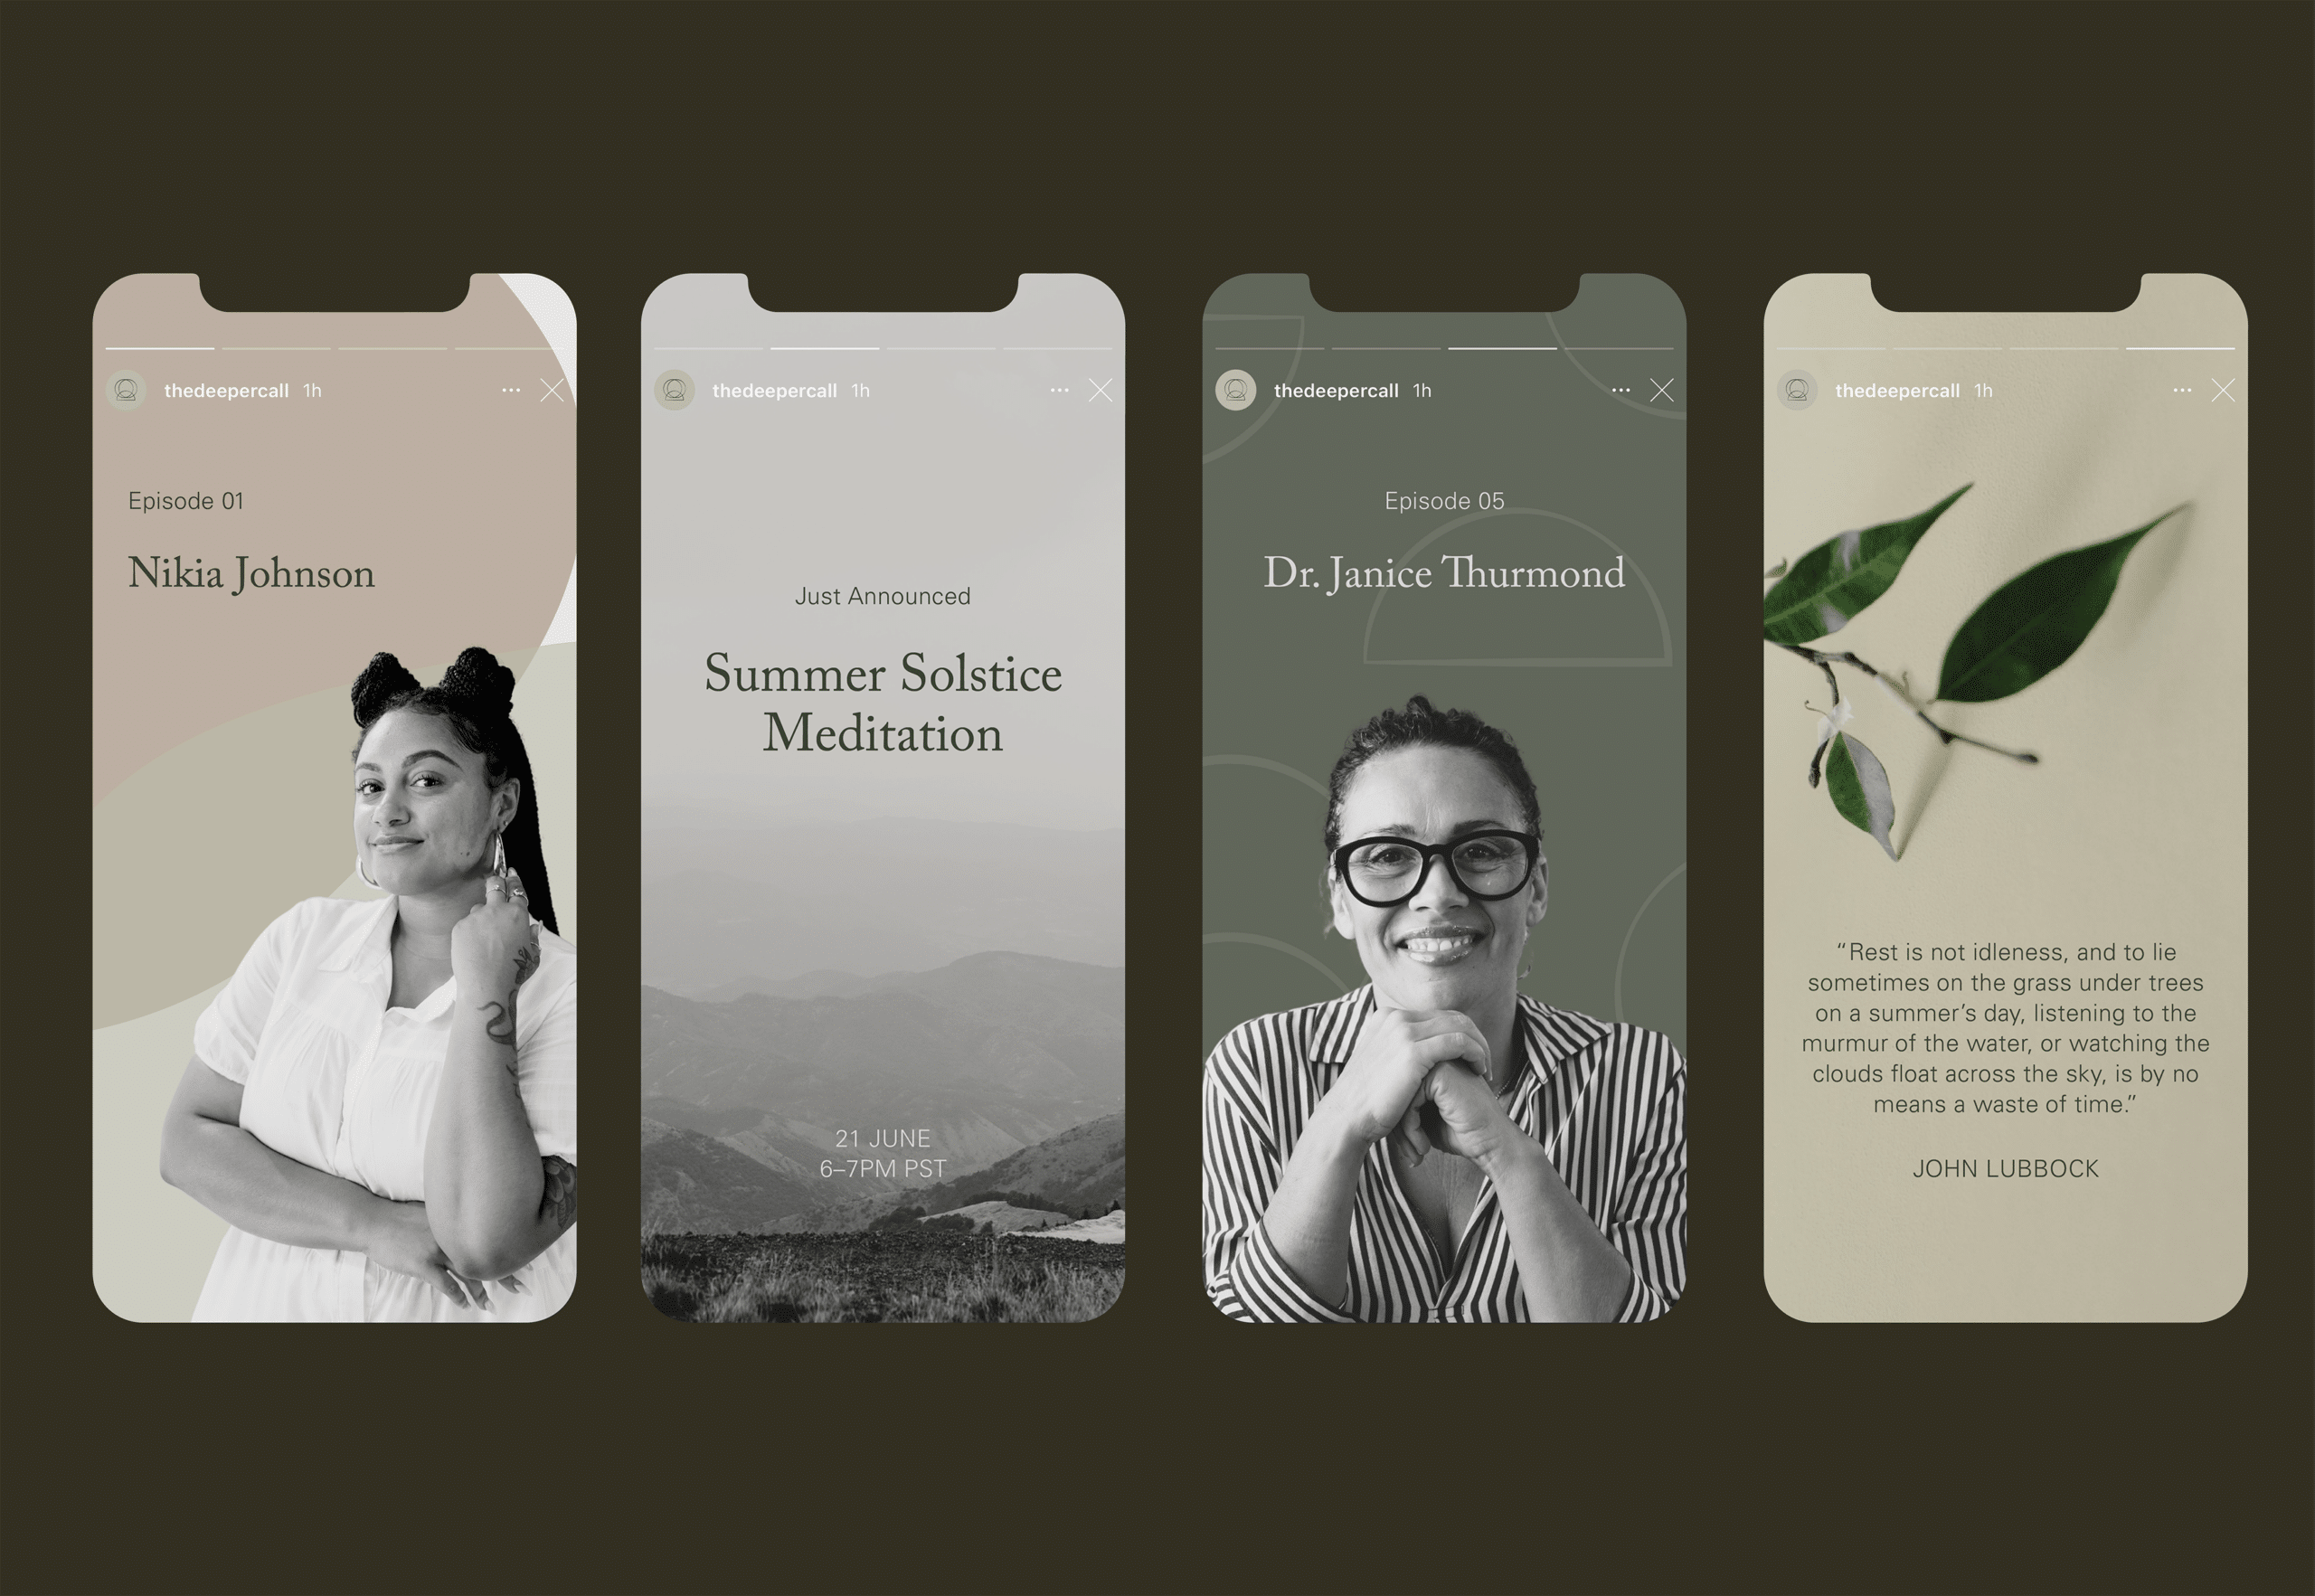 thedeepercall 1h
Episode 01
Nikia Johnson
thedeepercall 1h
Just Announced
Summer Solstice
Meditation
21 JUNE
6–7PM PST
thedeepercall 1h
Episode 05
Dr. Janice Thurmond
thedeepercall 1h
“Rest is not idleness, and to lie
sometimes on the grass under trees
on a summer’s day, listening to the
murmur of the water, or watching the
clouds float across the sky, is by no
means a waste of time.”
JOHN LUBBOCK